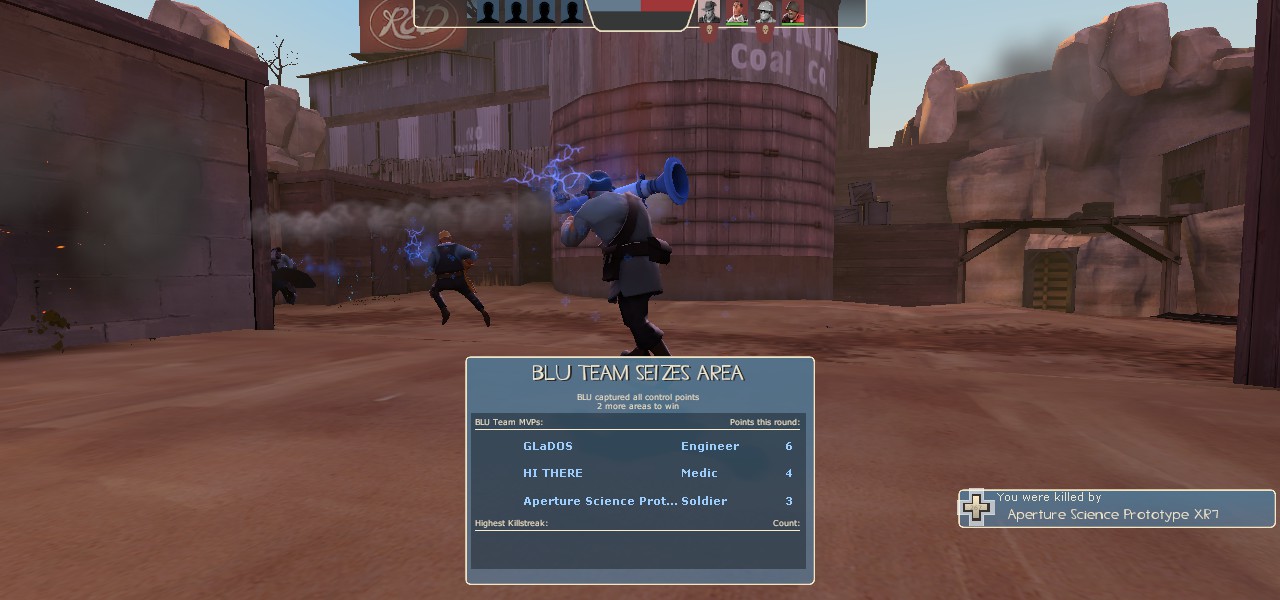 RED
Coal Co
NO
BLU TEAM SEIZES AREA
BLU captured all control points
2 more areas to win
BLU Team MVPs: Points this round:
GLaDOS Engineer 6
HI THERE Medic 4
Aperture Science Prot... Soldier 3
Highest Killstreak: Count:
You were killed by
Aperture Science Prototype XR7